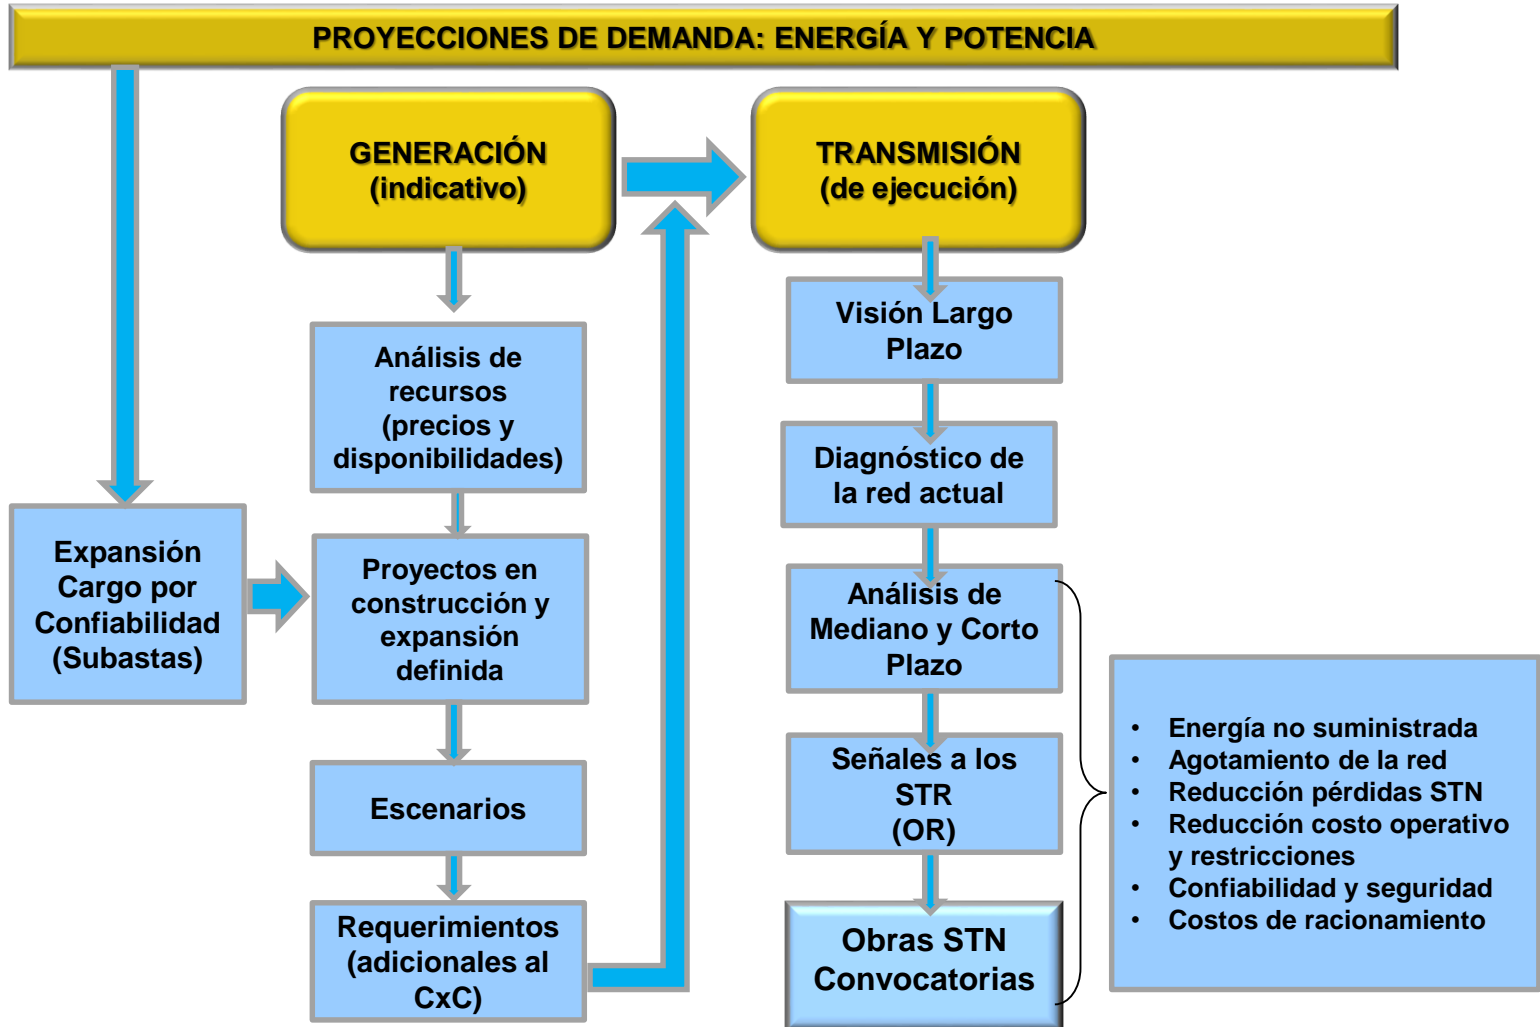 PROYECCIONES DE DEMANDA: ENERGÍA Y POTENCIA
GENERACIÓN
(indicativo)
TRANSMISIÓN
(de ejecución)
Expansión
Cargo por
Confiabilidad
(Subastas)
Análisis de
recursos
(precios y
disponibilidades)
Proyectos en
construcción y
expansión
definida
Escenarios
Requerimientos
(adicionales al
CxC)
Visión Largo
Plazo
Diagnóstico de
la red actual
Análisis de
Mediano y Corto
Plazo
Señales a los
STR
(OR)
Obras STN
Convocatorias
• Energía no suministrada
• Agotamiento de la red
• Reducción pérdidas STN
• Reducción costo operativo
y restricciones
• Confiabilidad y seguridad
• Costos de racionamiento